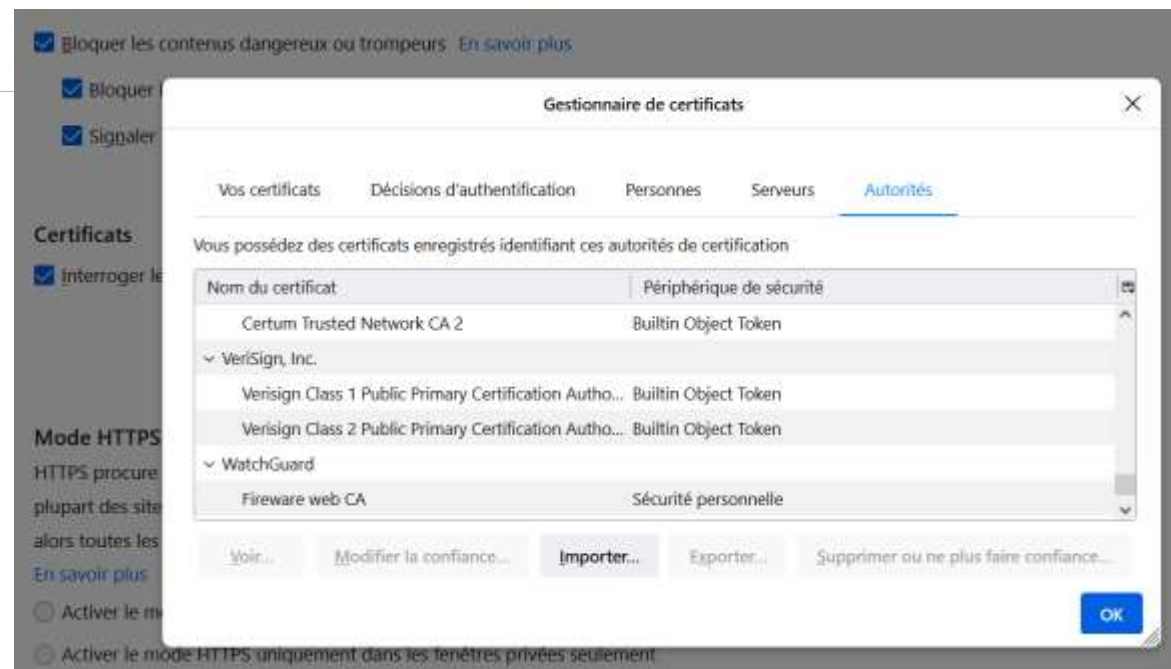 Bloquer les contenus dangereux ou trompeurs En savoir plus
Bloquer
Signaler
Gestionnaire de certificats
Vos certificats Décisions d'authentification Personnes Serveurs Autorités
Certificats
Vous possédez des certificats enregistrés identifiant ces autorités de certification
Interroger le
Nom du certificat Périphérique de sécurité
Certum Trusted Network CA 2 Builtin Object Token
VeriSign, Inc.
Verisign Class 1 Public Primary Certification Autho... Builtin Object Token
Verisign Class 2 Public Primary Certification Autho... Builtin Object Token
Mode HTTPS
WatchGuard
HTTPS procure
Fireware web CA Sécurité personnelle
plupart des site
alors toutes les
Voir... Modifier la confiance... Importer... Exporter... Supprimer ou ne plus faire confiance...
En savoir plus
Activer le m
OK
Activer le mode HTTPS uniquement dans les fenêtres privées seulement